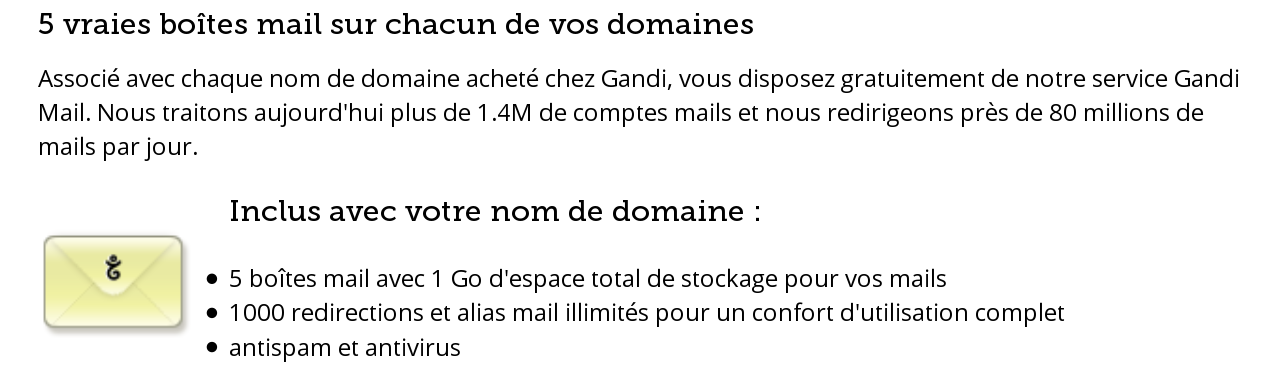 5 vraies boîtes mail sur chacun de vos domaines
Associé avec chaque nom de domaine acheté chez Gandi, vous disposez gratuitement de notre service Gandi
Mail. Nous traitons aujourd'hui plus de 1.4M de comptes mails et nous redirigeons près de 80 millions de
mails par jour.
Inclus avec votre nom de domaine :
5 boîtes mail avec 1 Go d'espace total de stockage pour vos mails
1000 redirections et alias mail illimités pour un confort d'utilisation complet
antispam et antivirus